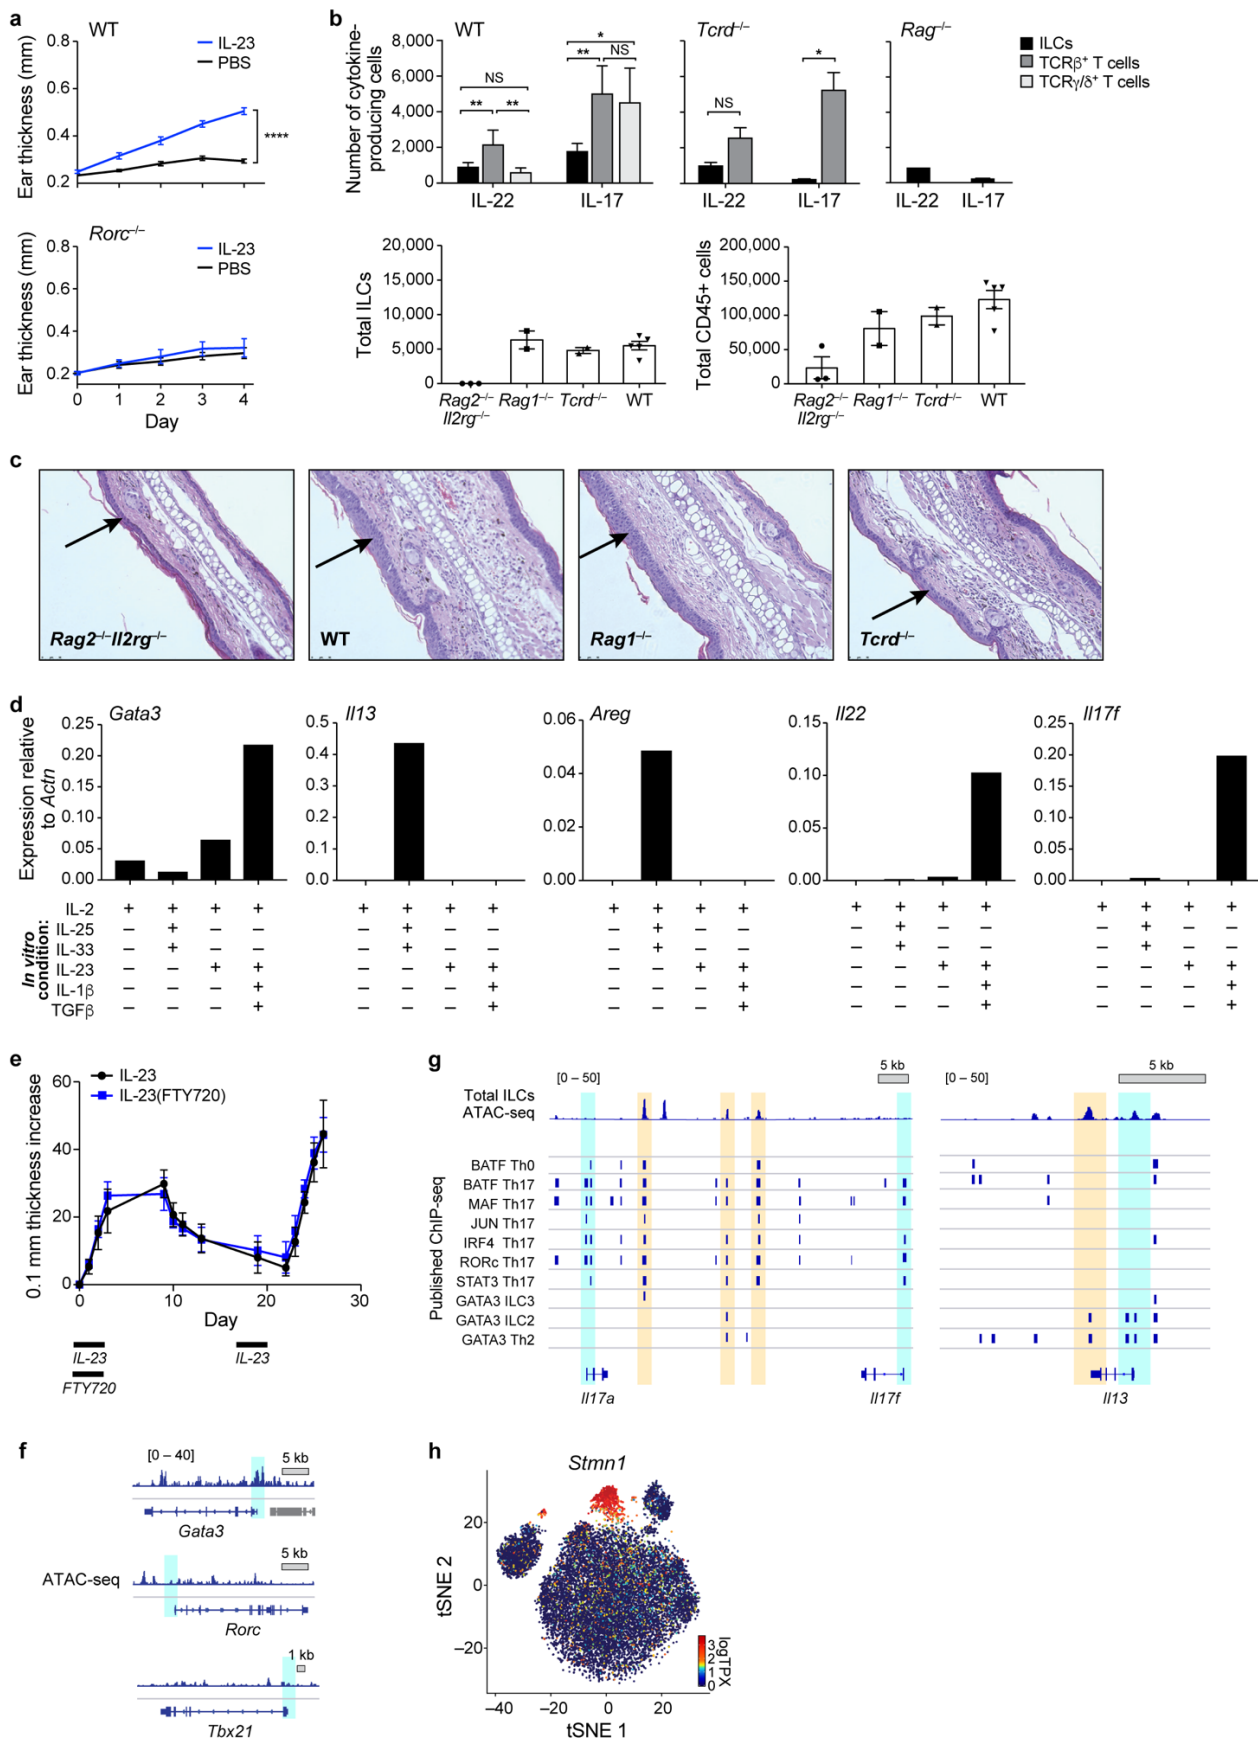 a
WT
IL-23
PBS
Ear thickness (mm)
0.8
0.6
0.4
0.2
****
Rorc–/–
IL-23
PBS
Ear thickness (mm)
0.8
0.6
0.4
0.2
0 1 2 3 4
Day
b
WT
Tcrd–/–
Rag–/–
ILCs
TCRβ+ T cells
TCRγ/δ+ T cells
Number of cytokine-
producing cells
8,000
6,000
4,000
2,000
0
NS
** **
*
** NS
NS
*
IL-22 IL-17
IL-22 IL-17
IL-22 IL-17
Total ILCs
20,000
15,000
10,000
5,000
0
Rag2–/– Rag1–/– Tcrd–/– WT
Il2rg–/–
Total CD45+ cells
200,000
150,000
100,000
50,000
0
Rag2–/– Rag1–/– Tcrd–/– WT
Il2rg–/–
c
Rag2–/–Il2rg–/–
WT
Rag1–/–
Tcrd–/–
d
Expression relative
to Actn
Gata3
0.25
0.20
0.15
0.10
0.05
0.00
Il13
0.5
0.4
0.3
0.2
0.1
0.0
Areg
0.06
0.04
0.02
0.00
Il22
0.15
0.10
0.05
0.00
Il17f
0.25
0.20
0.15
0.10
0.05
0.00
In vitro
condition:
IL-2 + + + + + + + + + + + + + + + + + + + +
IL-25 – + – – – + – – – + – – – + – – – + – –
IL-33 – + – – – + – – – + – – – + – – – + – –
IL-23 – – + + – – + + – – + + – – + + – – + +
IL-1β – – – + – – – + – – – + – – – + – – – +
TGFβ – – – + – – – + – – – + – – – + – – – +
e
IL-23
IL-23(FTY720)
0.1 mm thickness increase
60
40
20
0
0 10 20 30
Day
IL-23 IL-23
FTY720
f
[0 – 40]
5 kb
Gata3
ATAC-seq
5 kb
Rorc
1 kb
Tbx21
g
[0 – 50]
5 kb
[0 – 50]
5 kb
Total ILCs
ATAC-seq
Published ChIP-seq
BATF Th0
BATF Th17
MAF Th17
JUN Th17
IRF4 Th17
RORc Th17
STAT3 Th17
GATA3 ILC3
GATA3 ILC2
GATA3 Th2
Il17a Il17f Il13
h
Stmn1
tSNE 2
20
0
–20
–40 –20 0 20
tSNE 1
logTPX
3
2
1
0